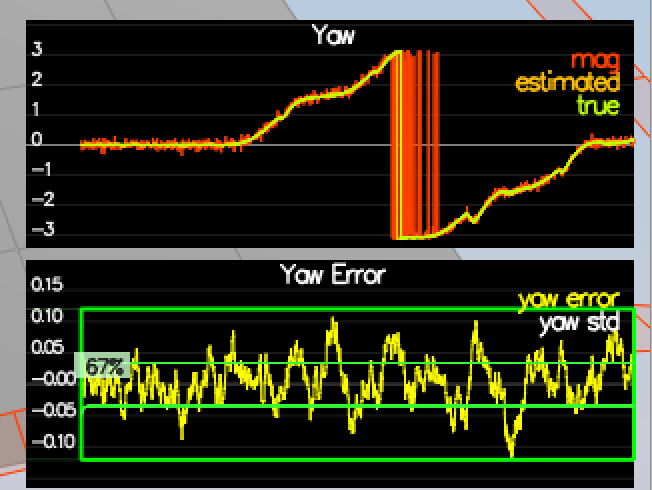 Yaw
3
mag
2
estimated
1
true
0
−1
−2
−3
Yaw Error
0.15
yaw error
0.10
yaw std
0.05
67%
−0.00
−0.05
−0.10